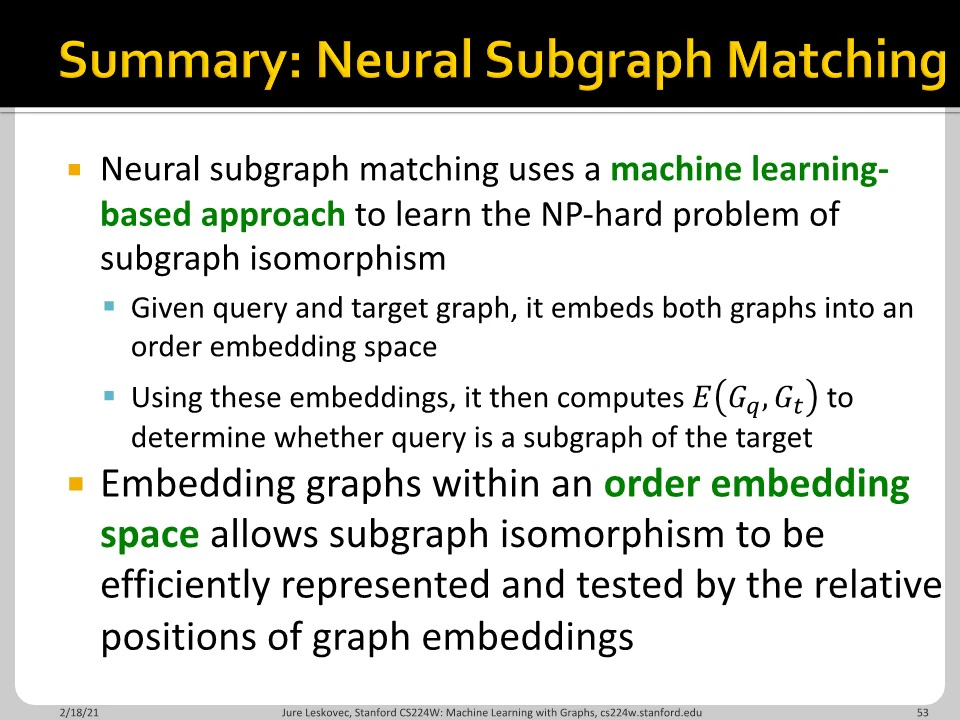 Summary: Neural Subgraph Matching
Neural subgraph matching uses a machine learning-
based approach to learn the NP-hard problem of
subgraph isomorphism
Given query and target graph, it embeds both graphs into an
order embedding space
Using these embeddings, it then computes 𝐸(𝐺𝑞, 𝐺𝑡) to
determine whether query is a subgraph of the target
Embedding graphs within an order embedding
space allows subgraph isomorphism to be
efficiently represented and tested by the relative
positions of graph embeddings
2/18/21 Jure Leskovec, Stanford CS224W: Machine Learning with Graphs, cs224w.stanford.edu 53